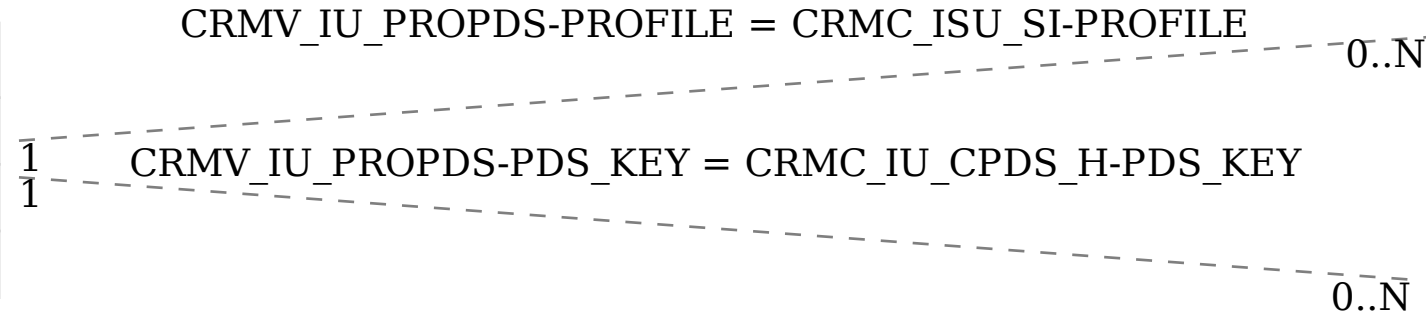 CRMV_IU_PROPDS-PROFILE = CRMC_ISU_SI-PROFILE
0..N
1
CRMV_IU_PROPDS-PDS_KEY = CRMC_IU_CPDS_H-PDS_KEY
1
0..N